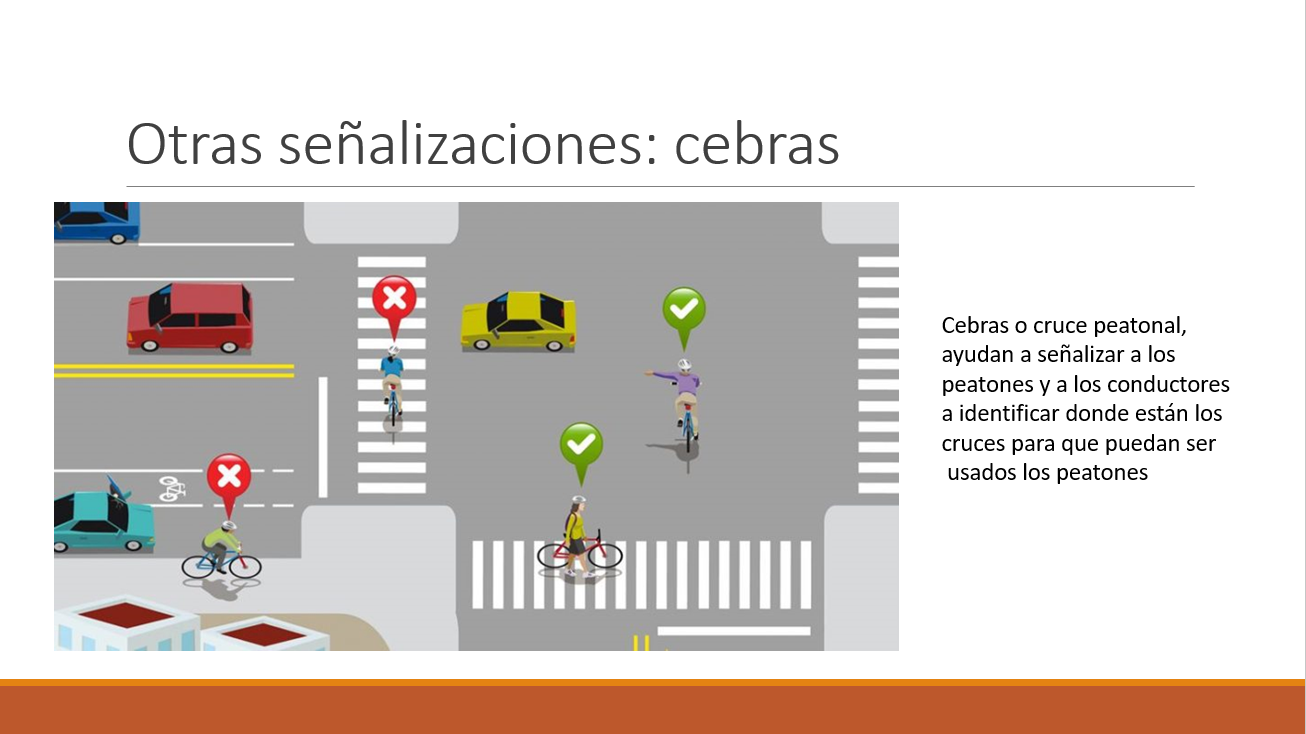 Otras señalizaciones: cebras
Cebras o cruce peatonal,
ayudan a señalizar a los
peatones y a los conductores
a identificar donde están los
cruces para que puedan ser
usados los peatones